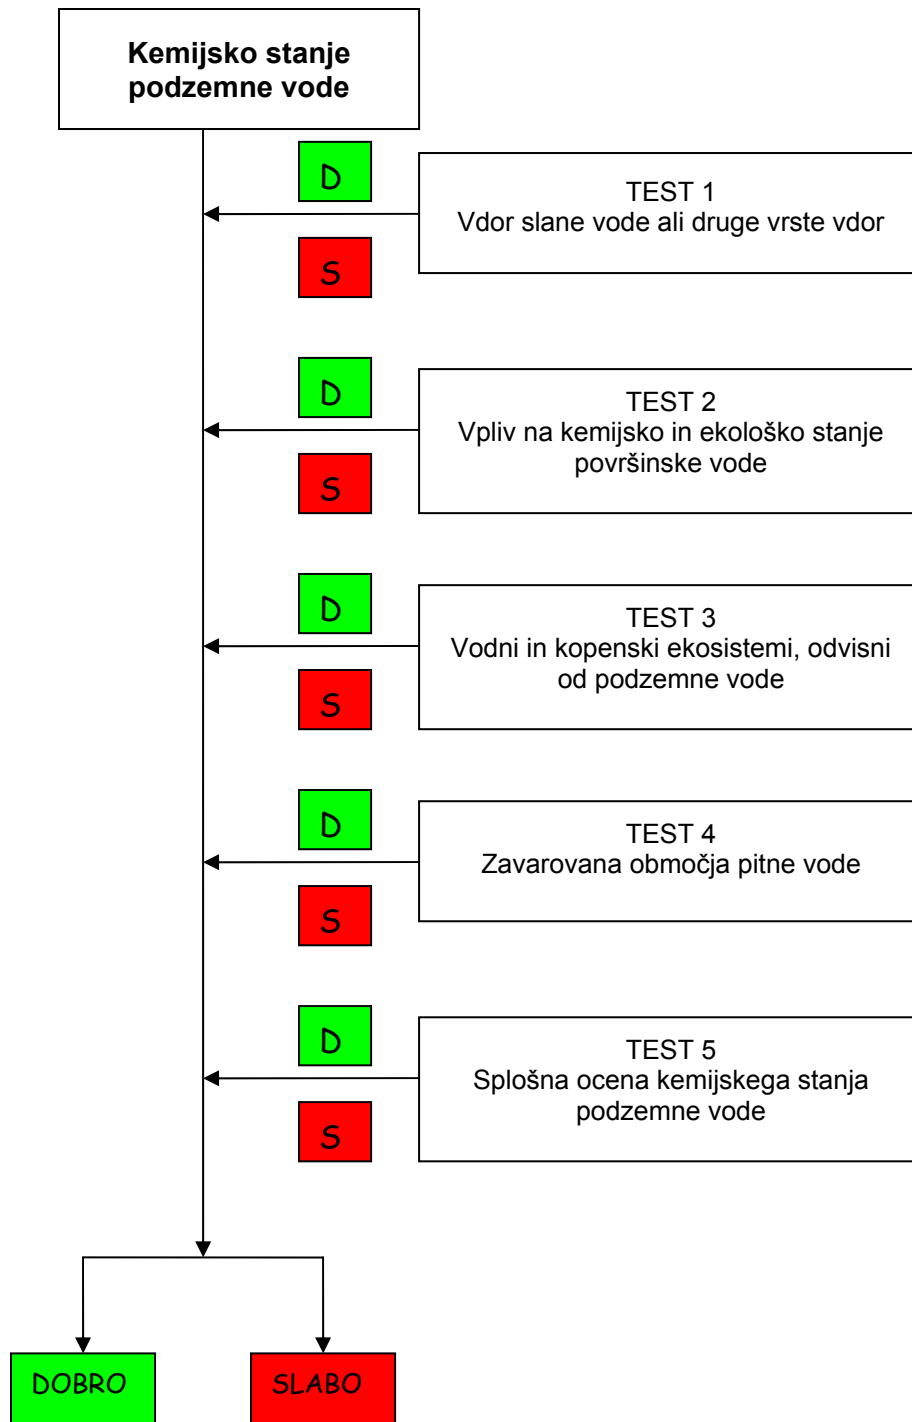 Kemijsko stanje
podzemne vode
D
TEST 1
Vdor slane vode ali druge vrste vdor
S
D
TEST 2
Vpliv na kemijsko in ekološko stanje
površinske vode
S
D
TEST 3
Vodni in kopenski ekosistemi, odvisni
od podzemne vode
S
D
TEST 4
Zavarovana območja pitne vode
S
D
TEST 5
Splošna ocena kemijskega stanja
podzemne vode
S
DOBRO
SLABO